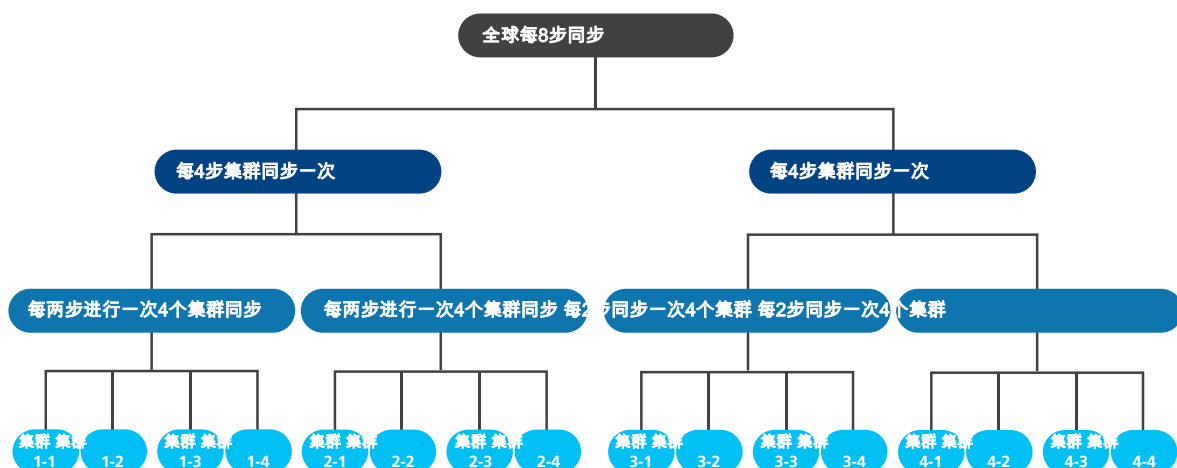 全球每8步同步
每4步集群同步一次 每4步集群同步一次
每两步进行一次4个集群同步 每两步进行一次4个集群同步 每2步同步一次4个集群 每2步同步一次4个集群
集群 集群 集群 集群 集群 集群 集群 集群 集群 集群 集群 集群 集群 集群 集群 集群
1-1 1-2 1-3 1-4 2-1 2-2 2-3 2-4 3-1 3-2 3-3 3-4 4-1 4-2 4-3 4-4